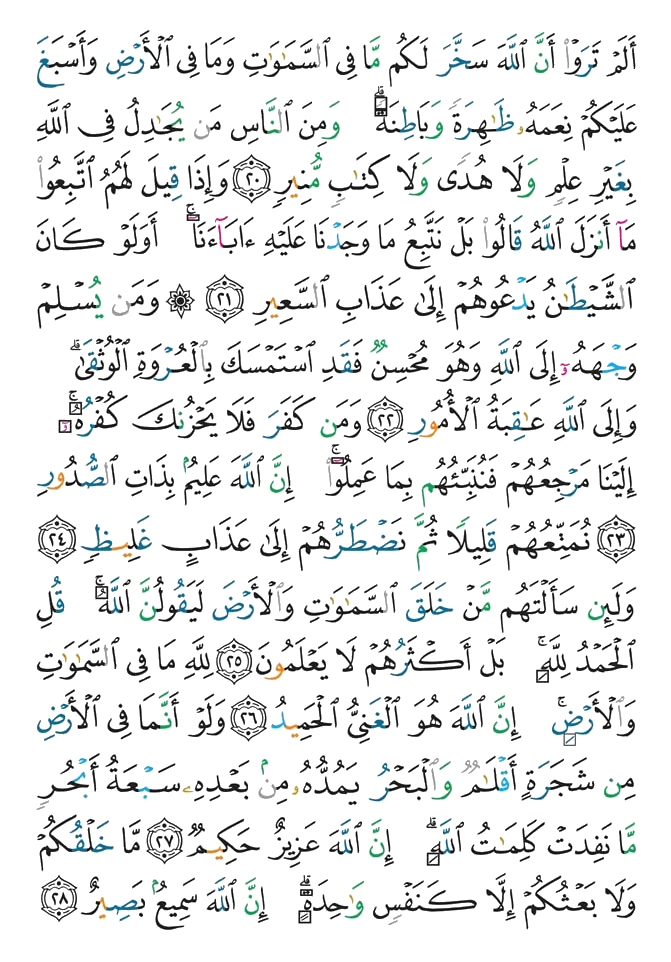 أَلَمْ تَرَوْا۟ أَنَّ ٱللَّهَ سَخَّرَ لَكُم مَّا فِى ٱلسَّمَـٰوَٰتِ وَمَا فِى ٱلْأَرْضِ وَأَسْبَغَ
عَلَيْكُمْ نِعَمَهُۥ ظَـٰهِرَةً وَبَاطِنَةً ۗ وَمِنَ ٱلنَّاسِ مَن يُجَـٰدِلُ فِى ٱللَّهِ
بِغَيْرِ عِلْمٍ وَلَا هُدًى وَلَا كِتَـٰبٍ مُّنِيرٍ ٢٠ وَإِذَا قِيلَ لَهُمُ ٱتَّبِعُوا۟
مَآ أَنزَلَ ٱللَّهُ قَالُوا۟ بَلْ نَتَّبِعُ مَا وَجَدْنَا عَلَيْهِ ءَابَآءَنَآ ۚ أَوَلَوْ كَانَ
ٱلشَّيْطَـٰنُ يَدْعُوهُمْ إِلَىٰ عَذَابِ ٱلسَّعِيرِ ٢١ ۞ وَمَن يُسْلِمْ
وَجْهَهُۥٓ إِلَى ٱللَّهِ وَهُوَ مُحْسِنٌ فَقَدِ ٱسْتَمْسَكَ بِٱلْعُرْوَةِ ٱلْوُثْقَىٰ ۗ
وَإِلَى ٱللَّهِ عَـٰقِبَةُ ٱلْأُمُورِ ٢٢ وَمَن كَفَرَ فَلَا يَحْزُنكَ كُفْرُهُۥٓ ۚ
إِلَيْنَا مَرْجِعُهُمْ فَنُنَبِّئُهُم بِمَا عَمِلُوٓا۟ ۚ إِنَّ ٱللَّهَ عَلِيمٌۢ بِذَاتِ ٱلصُّدُورِ
٢٣ نُمَتِّعُهُمْ قَلِيلًا ثُمَّ نَضْطَرُّهُمْ إِلَىٰ عَذَابٍ غَلِيظٍ ٢٤
وَلَئِن سَأَلْتَهُم مَّنْ خَلَقَ ٱلسَّمَـٰوَٰتِ وَٱلْأَرْضَ لَيَقُولُنَّ ٱللَّهُ ۚ قُلِ
ٱلْحَمْدُ لِلَّهِ ۚ بَلْ أَكْثَرُهُمْ لَا يَعْلَمُونَ ٢٥ لِلَّهِ مَا فِى ٱلسَّمَـٰوَٰتِ
وَٱلْأَرْضِ ۚ إِنَّ ٱللَّهَ هُوَ ٱلْغَنِىُّ ٱلْحَمِيدُ ٢٦ وَلَوْ أَنَّمَا فِى ٱلْأَرْضِ
مِن شَجَرَةٍ أَقْلَـٰمٌ وَٱلْبَحْرُ يَمُدُّهُۥ مِنۢ بَعْدِهِۦ سَبْعَةُ أَبْحُرٍ
مَّا نَفِدَتْ كَلِمَـٰتُ ٱللَّهِ ۗ إِنَّ ٱللَّهَ عَزِيزٌ حَكِيمٌ ٢٧ مَّا خَلْقُكُمْ
وَلَا بَعْثُكُمْ إِلَّا كَنَفْسٍ وَٰحِدَةٍ ۗ إِنَّ ٱللَّهَ سَمِيعٌۢ بَصِيرٌ ٢٨